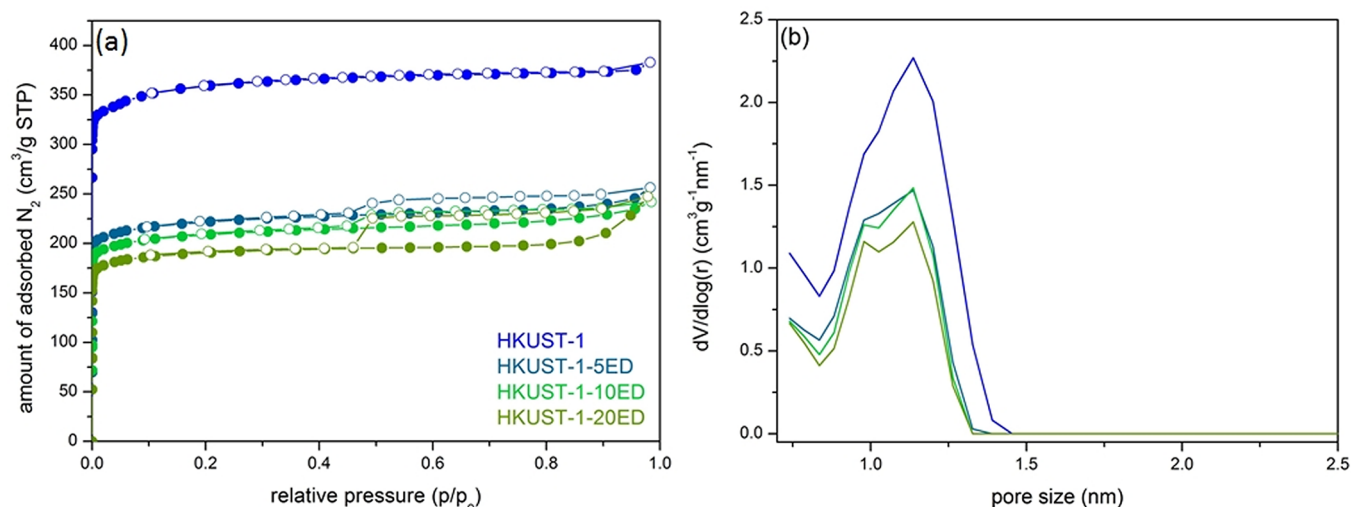 (a)
400
350
300
250
200
150
100
50
0
amount of adsorbed N₂ (cm³/g STP)
HKUST-1
HKUST-1-5ED
HKUST-1-10ED
HKUST-1-20ED
0.0 0.2 0.4 0.6 0.8 1.0
relative pressure (p/p₀)
(b)
2.5
2.0
1.5
1.0
0.5
0.0
dV/dlog(r) (cm³g⁻¹nm⁻¹)
1.0 1.5 2.0 2.5
pore size (nm)